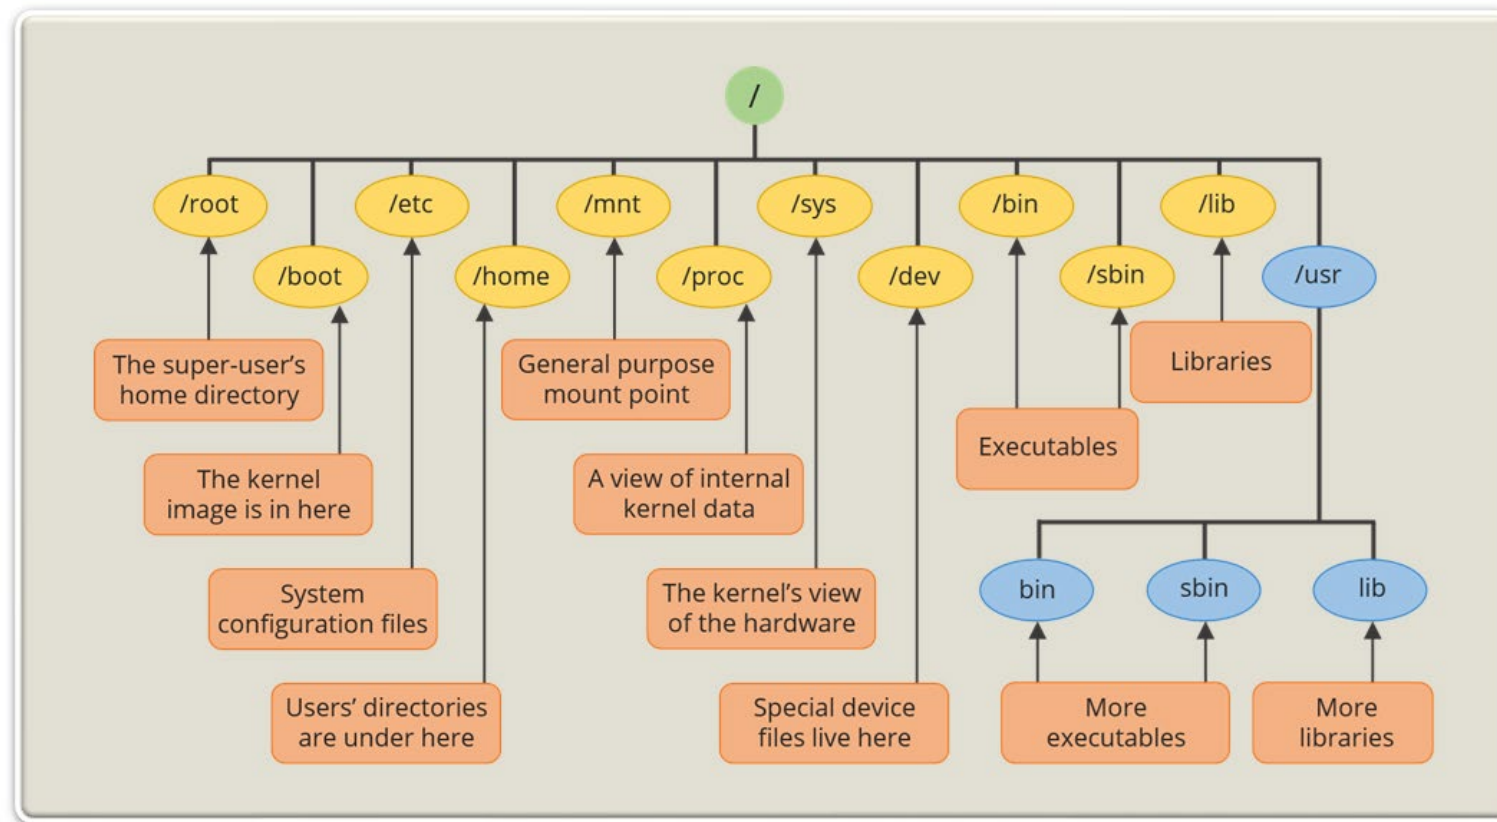 /
/root
/etc
/mnt
/sys
/bin
/lib
/boot
/home
/proc
/dev
/sbin
/usr
The super-user’s
home directory
General purpose
mount point
Libraries
Executables
The kernel
image is in here
A view of internal
kernel data
System
configuration files
The kernel’s view
of the hardware
bin
sbin
lib
Users’ directories
are under here
Special device
files live here
More
executables
More
libraries